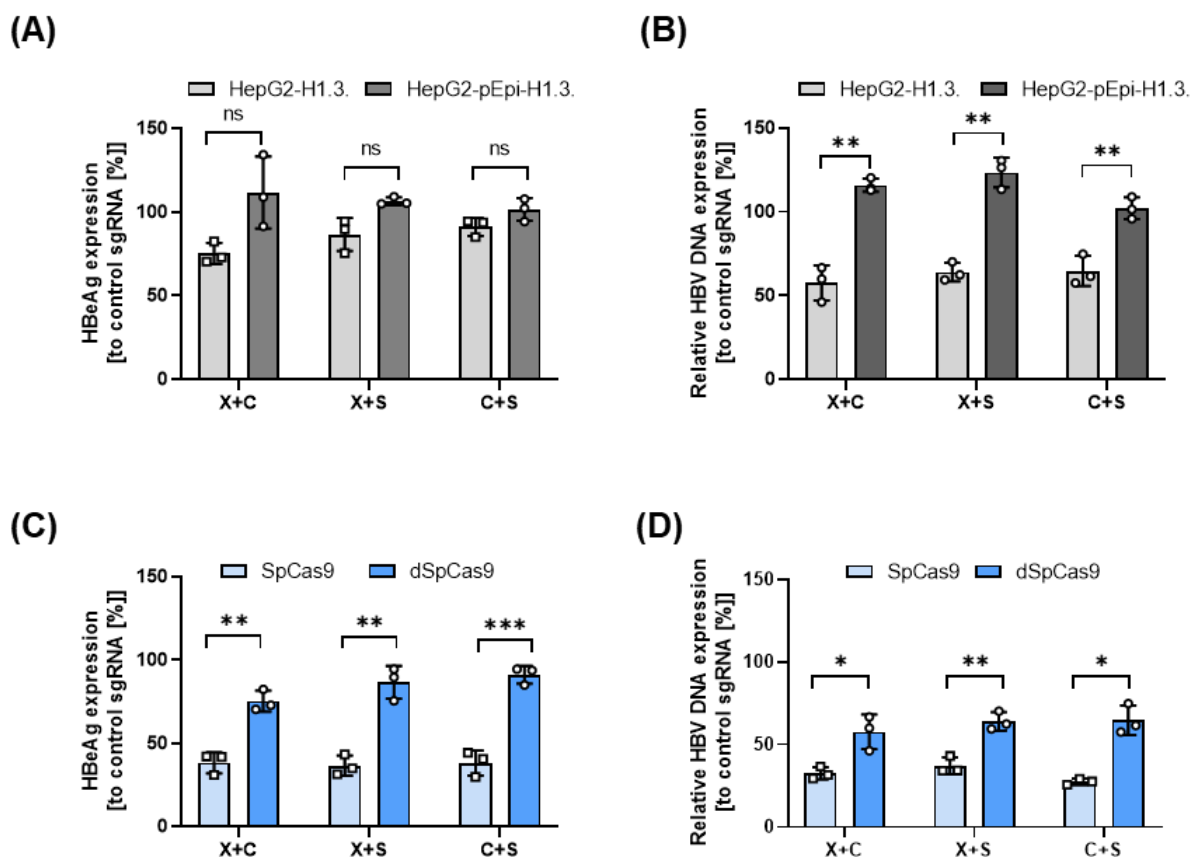 (A)
HepG2-H1.3. HepG2-pEpi-H1.3.
HBeAg expression
[to control sgRNA [%]]
150
100
50
0
ns
ns
ns
X+C X+S C+S
(B)
HepG2-H1.3. HepG2-pEpi-H1.3.
Relative HBV DNA expression
[to control sgRNA [%]]
150
100
50
0
**
**
**
X+C X+S C+S
(C)
SpCas9 dSpCas9
HBeAg expression
[to control sgRNA [%]]
150
100
50
0
**
**
***
X+C X+S C+S
(D)
SpCas9 dSpCas9
Relative HBV DNA expression
[to control sgRNA [%]]
150
100
50
0
*
**
*
X+C X+S C+S